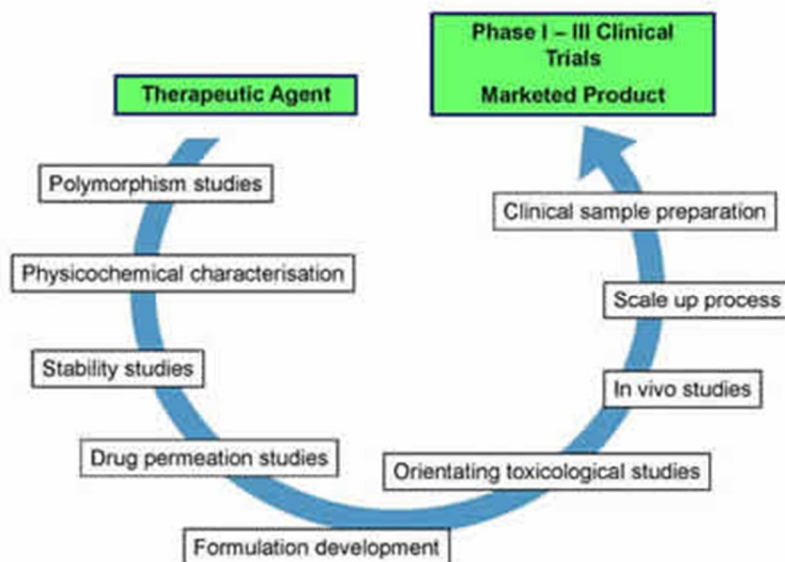 Therapeutic Agent
Polymorphism studies
Physicochemical characterisation
Stability studies
Drug permeation studies
Formulation development
Orientating toxicological studies
In vivo studies
Scale up process
Clinical sample preparation
Phase I – III Clinical
Trials
Marketed Product